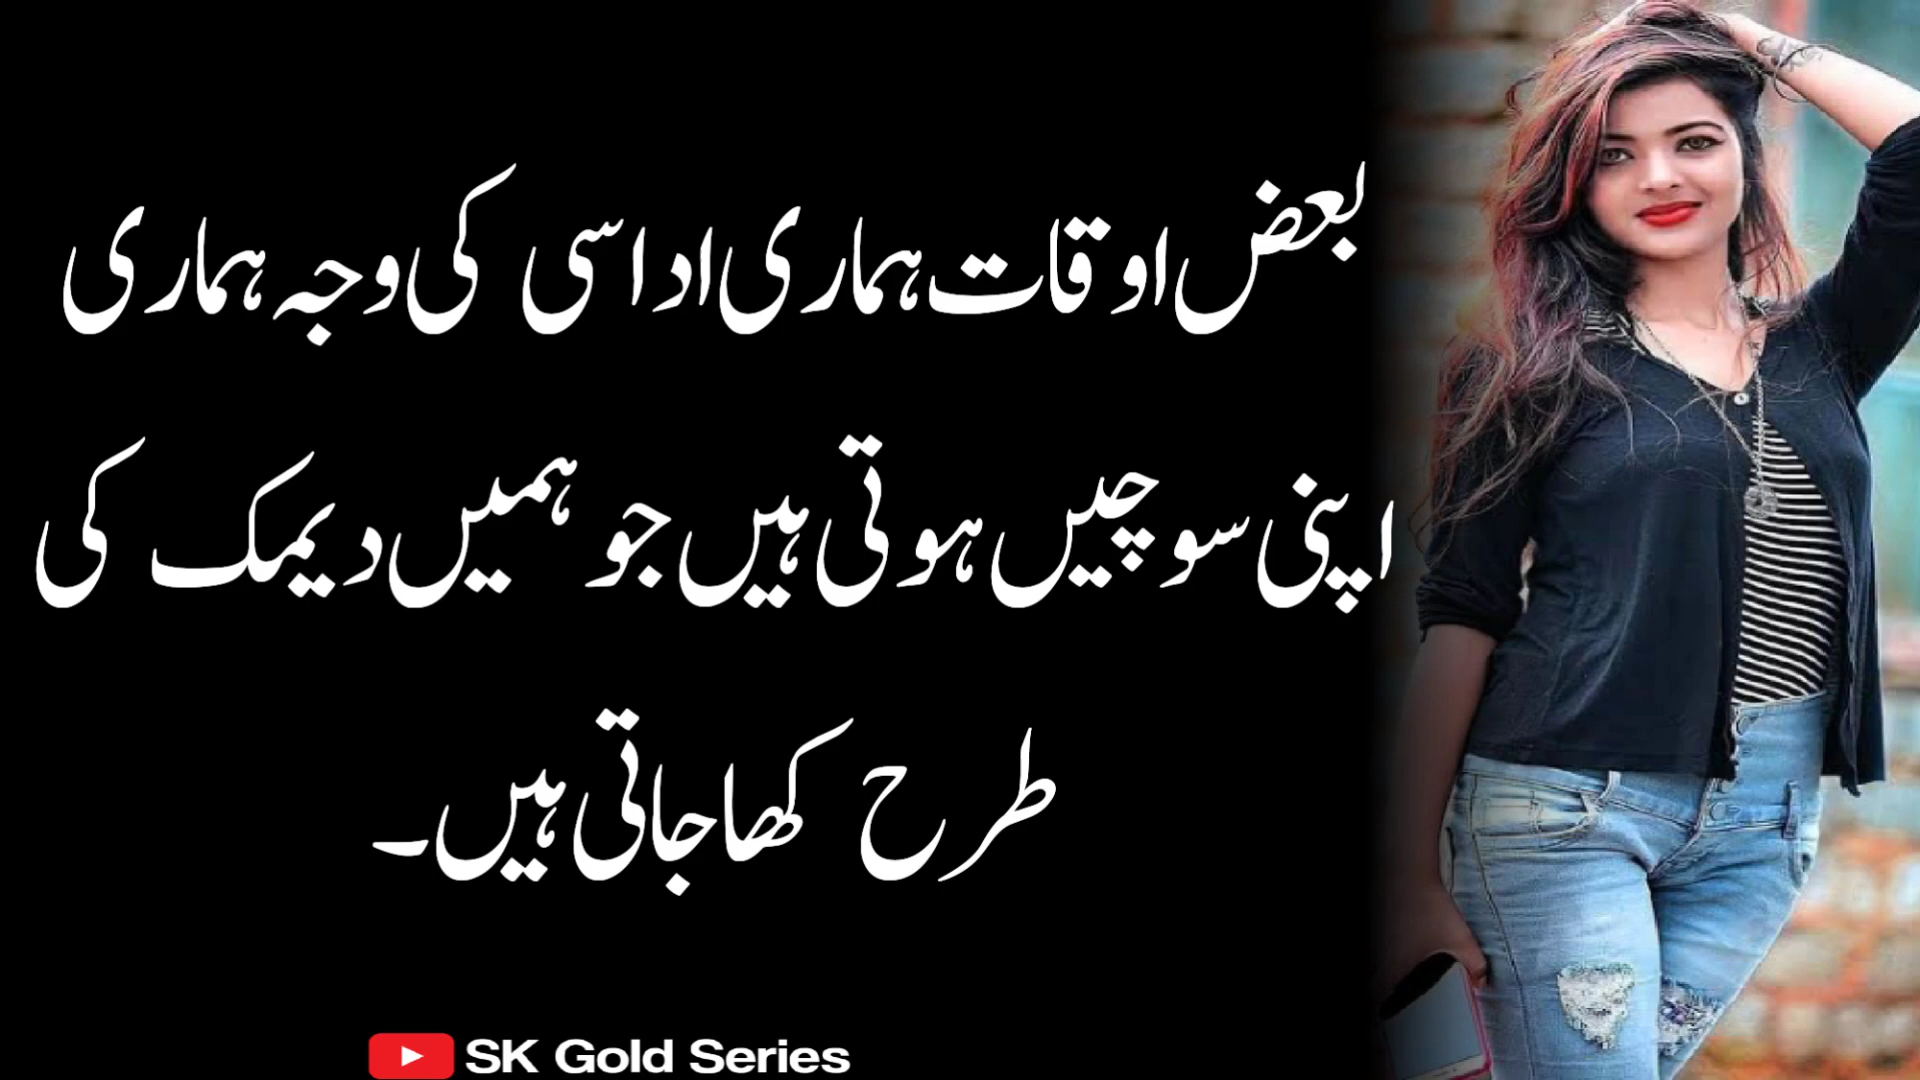 بعض اوقات ہماری اداسی کی وجہ ہماری
اپنی سوچیں ہوتی ہیں جو ہمیں دیمک کی
طرح کھا جاتی ہیں۔
SK Gold Series